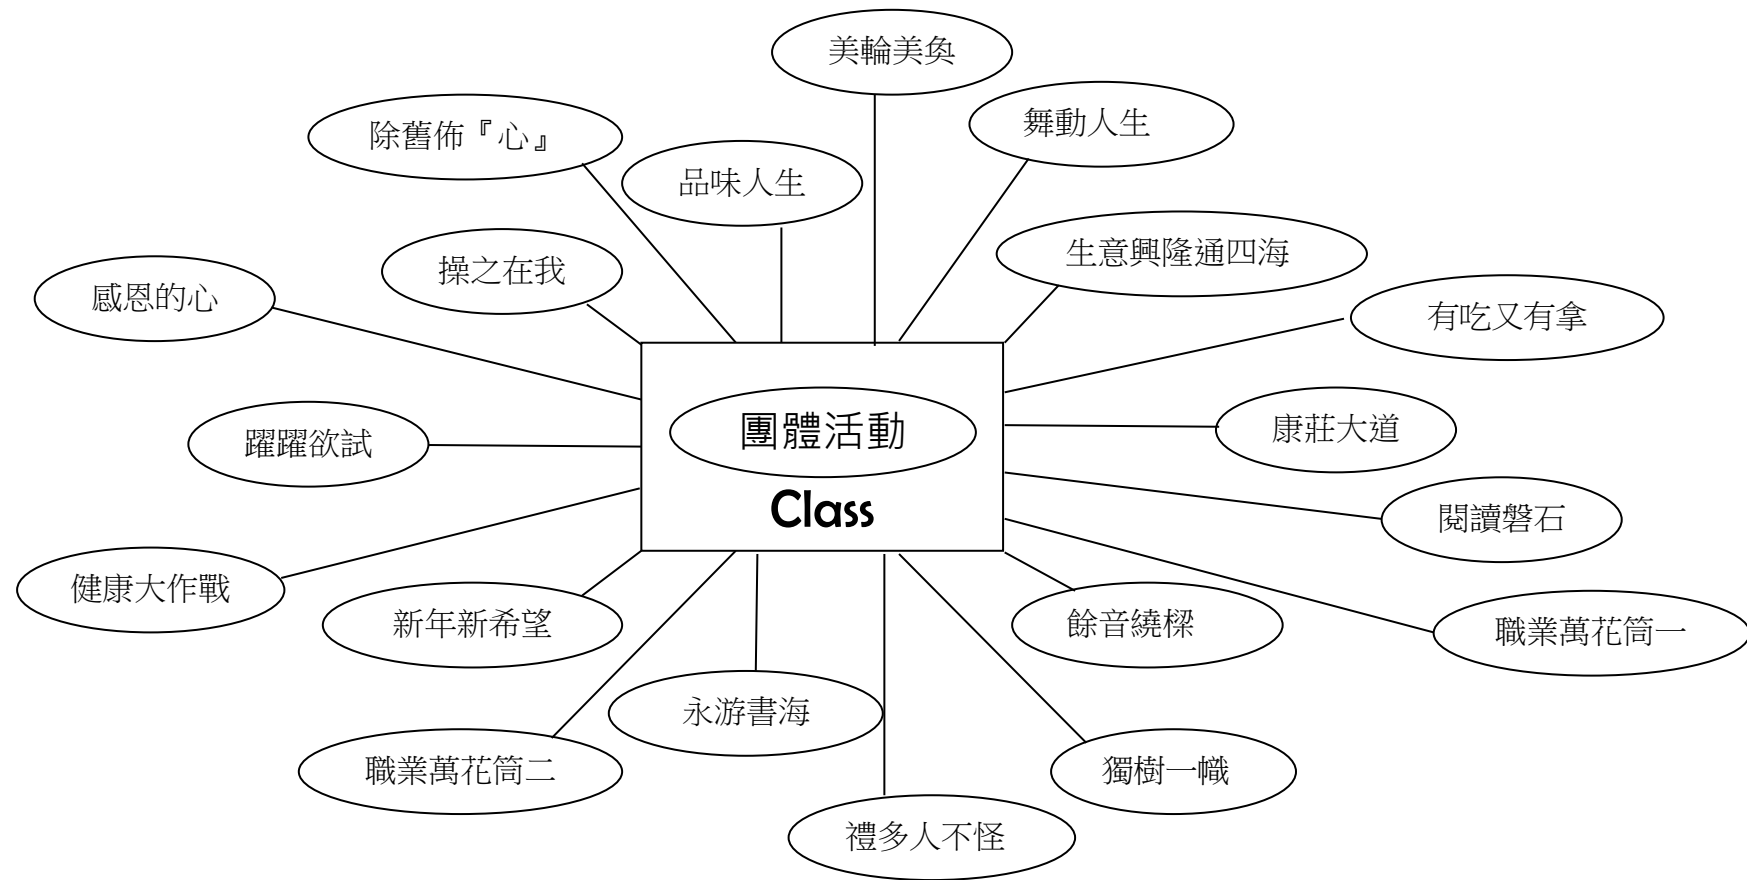 美輪美奐
除舊佈『心』
舞動人生
品味人生
操之在我
生意興隆通四海
感恩的心
有吃又有拿
躍躍欲試
團體活動
Class
康莊大道
閱讀磐石
健康大作戰
新年新希望
餘音繞樑
職業萬花筒一
永游書海
職業萬花筒二
獨樹一幟
禮多人不怪